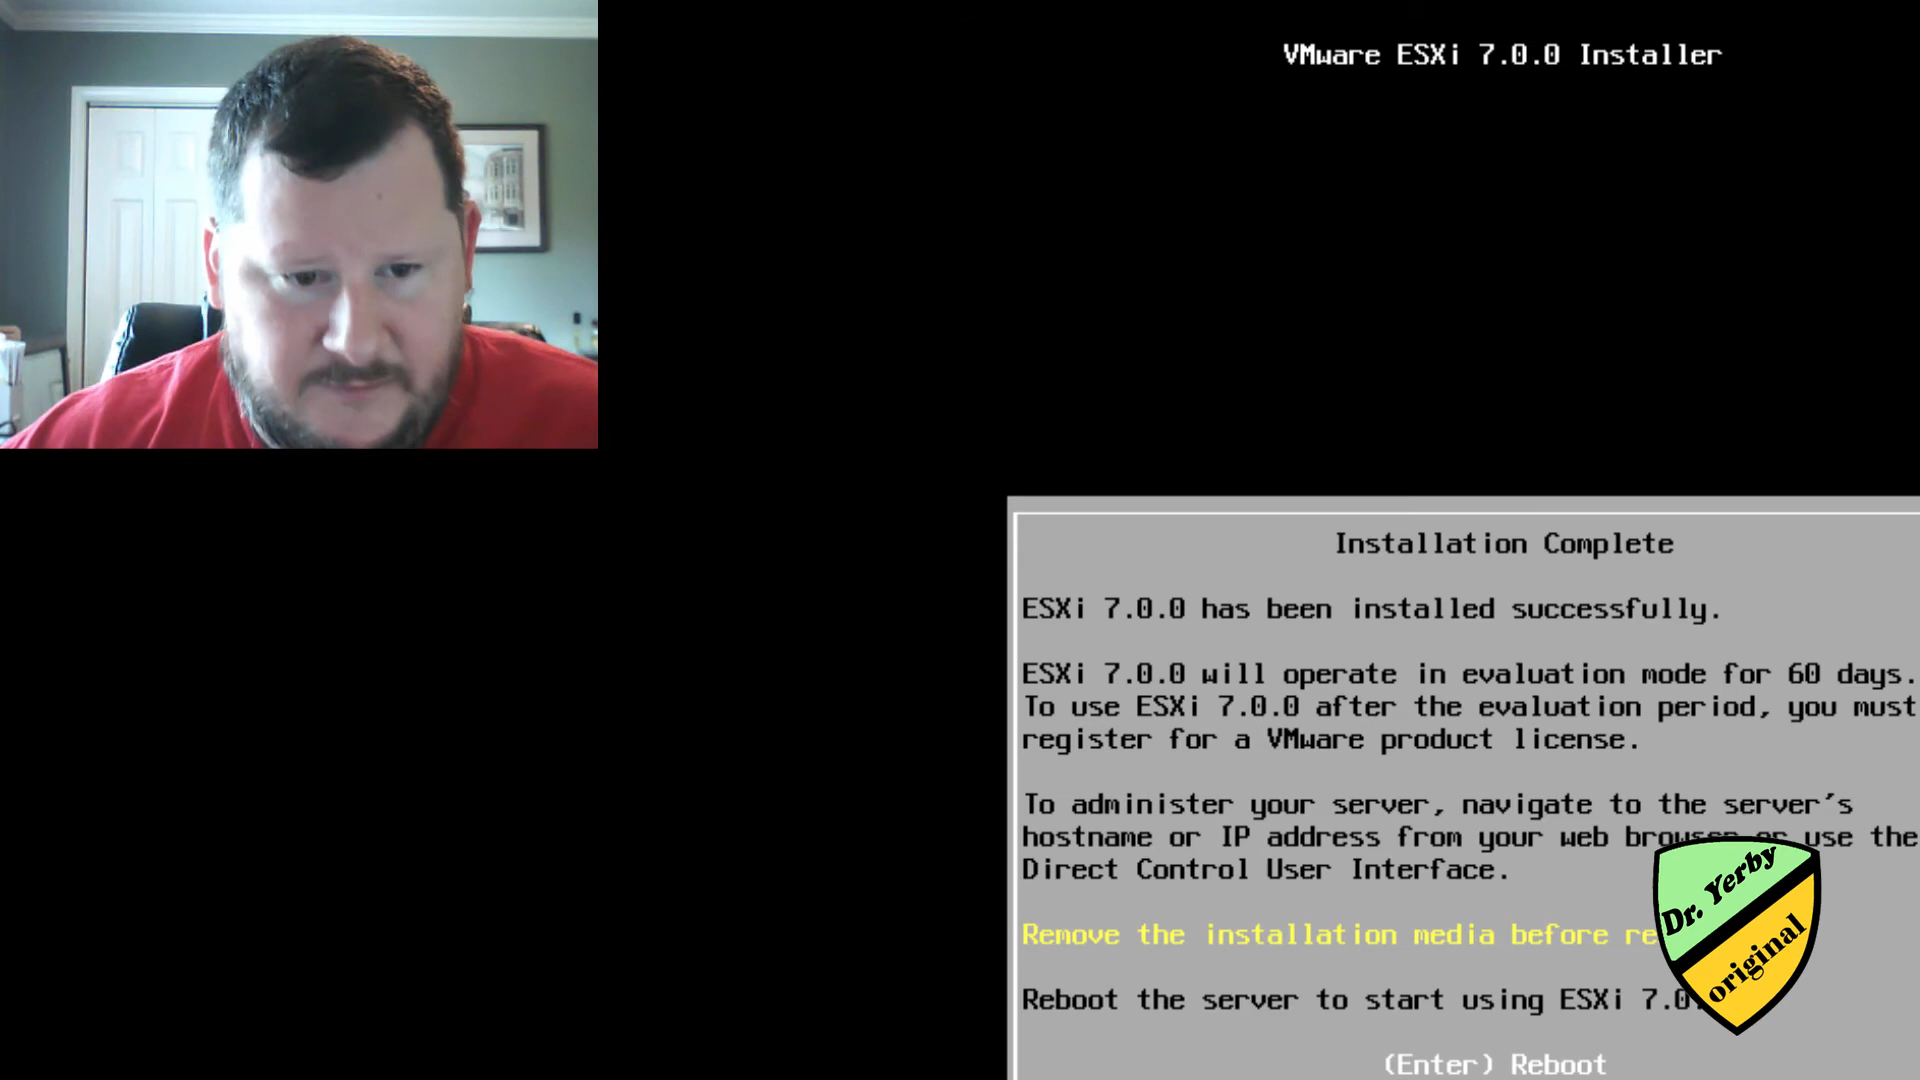 VMware ESXi 7.0.0 Installer
Installation Complete
ESXi 7.0.0 has been installed successfully.
ESXi 7.0.0 will operate in evaluation mode for 60 days.
To use ESXi 7.0.0 after the evaluation period, you must
register for a VMware product license.
To administer your server, navigate to the server's
hostname or IP address from your web browser or use the
Direct Control User Interface.
Remove the installation media before
Reboot the server to start using ESXi
(Enter) Reboot
Dr. Yerby
original